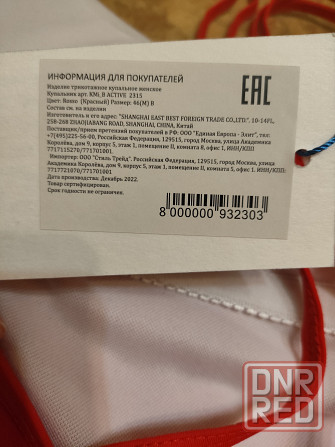 ИНФОРМАЦИЯ ДЛЯ ПОКУПАТЕЛЕЙ
Изделие трикотажное купальное женское
Купальник арт. KML_B ACTIVE 2315
Цвет: Rosso (Красный) Размер: 46(M) B
Состав см. на изделии
Изготовитель и его адрес: "SHANGHAI EAST BEST FOREIGN TRADE CO.,LTD". 10-14FL,
258-268 ZHAOJIABANG ROAD, SHANGHAI CHINA, Китай
Поставщик/прием претензий покупателей в РФ: ООО "Единая Европа - Элит", тел.
+7(495)225-56-00, Российская Федерация, 129515, город Москва, улица Академика
Королёва, дом 9, корпус 5, этаж 1, помещение II, комната 8, офис 1. ИНН/КПП:
7717115270/771701001
Импортер: ООО "Стиль Трейд", Российская Федерация, 129515, город Москва, улица
Академика Королёва, дом 9, корпус 5, этаж 1, помещение II, комната 5, офис 1. ИНН/КПП:
7717721070/771701001.
Дата изготовления: Декабрь 2022.
Товар сертифицирован.
Срок годности не ограничен.
EAC
8 000000 932303
DNR
RED